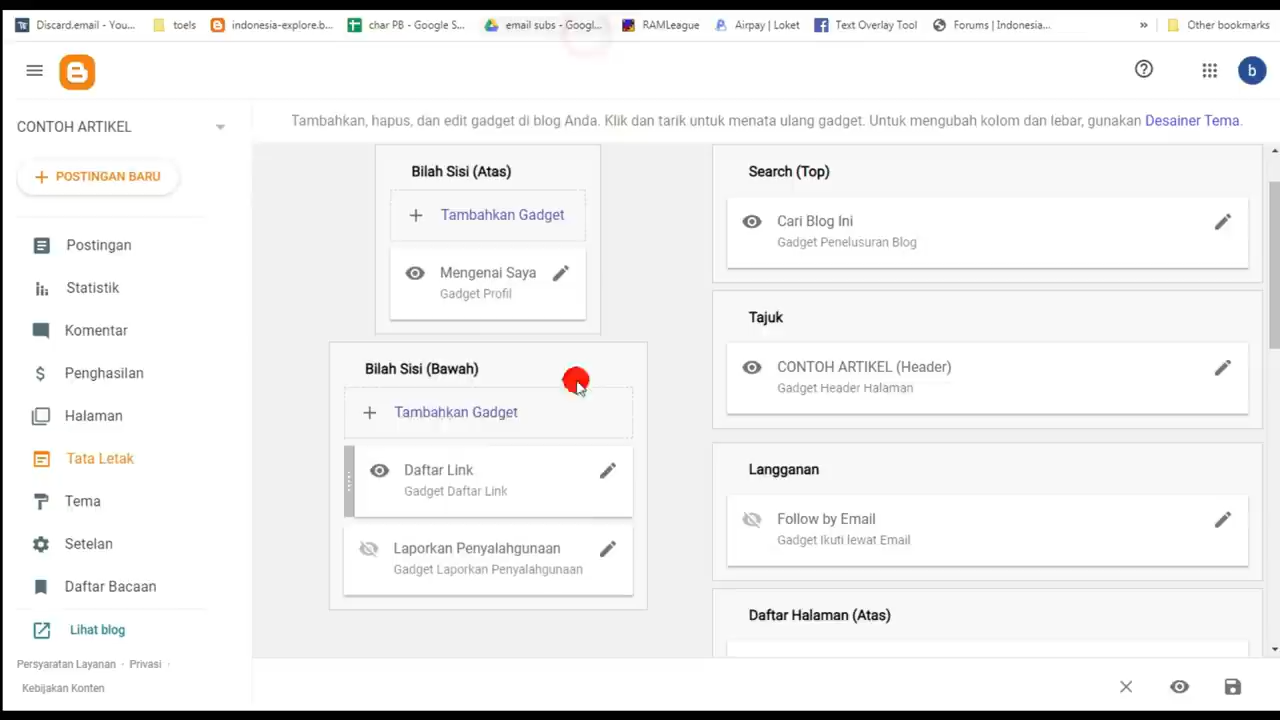 Discard.email - You...
toels
indonesia-explore.b...
char PB - Google S...
email subs - Googl...
RAMLeague
Airpay | Loket
Text Overlay Tool
Forums | Indonesia...
»
Other bookmarks
b
CONTOH ARTIKEL
Tambahkan, hapus, dan edit gadget di blog Anda. Klik dan tarik untuk menata ulang gadget. Untuk mengubah kolom dan lebar, gunakan Desainer Tema.
+ POSTINGAN BARU
Postingan
Statistik
Komentar
Penghasilan
Halaman
Tata Letak
Tema
Setelan
Daftar Bacaan
Lihat blog
Persyaratan Layanan · Privasi ·
Kebijakan Konten
Bilah Sisi (Atas)
+ Tambahkan Gadget
Mengenai Saya
Gadget Profil
Bilah Sisi (Bawah)
+ Tambahkan Gadget
Daftar Link
Gadget Daftar Link
Laporkan Penyalahgunaan
Gadget Laporkan Penyalahgunaan
Search (Top)
Cari Blog Ini
Gadget Penelusuran Blog
Tajuk
CONTOH ARTIKEL (Header)
Gadget Header Halaman
Langganan
Follow by Email
Gadget Ikuti lewat Email
Daftar Halaman (Atas)